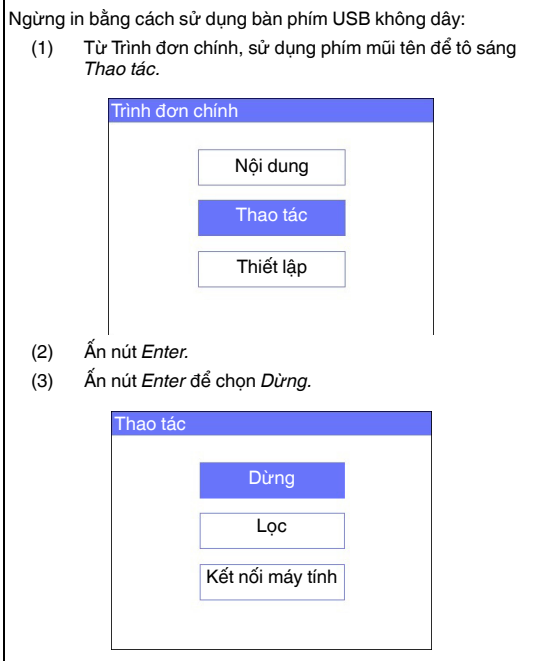 Ngừng in bằng cách sử dụng bàn phím USB không dây:
(1) Từ Trình đơn chính, sử dụng phím mũi tên để tô sáng
Thao tác.
Trình đơn chính
Nội dung
Thao tác
Thiết lập
(2) Ấn nút Enter.
(3) Ấn nút Enter để chọn Dừng.
Thao tác
Dừng
Lọc
Kết nối máy tính